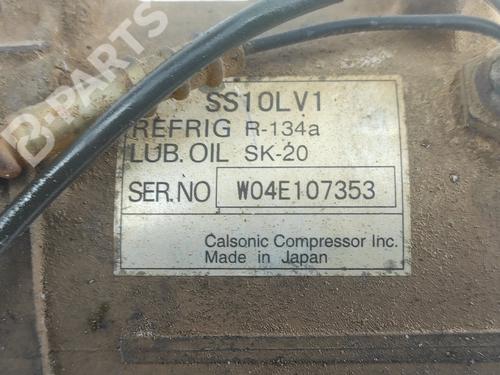 SS10LV1
REFRIG R-134a
LUB. OIL SK-20
SER.NO W04E107353
Calsonic Compressor Inc.
Made in Japan
B-PARTS